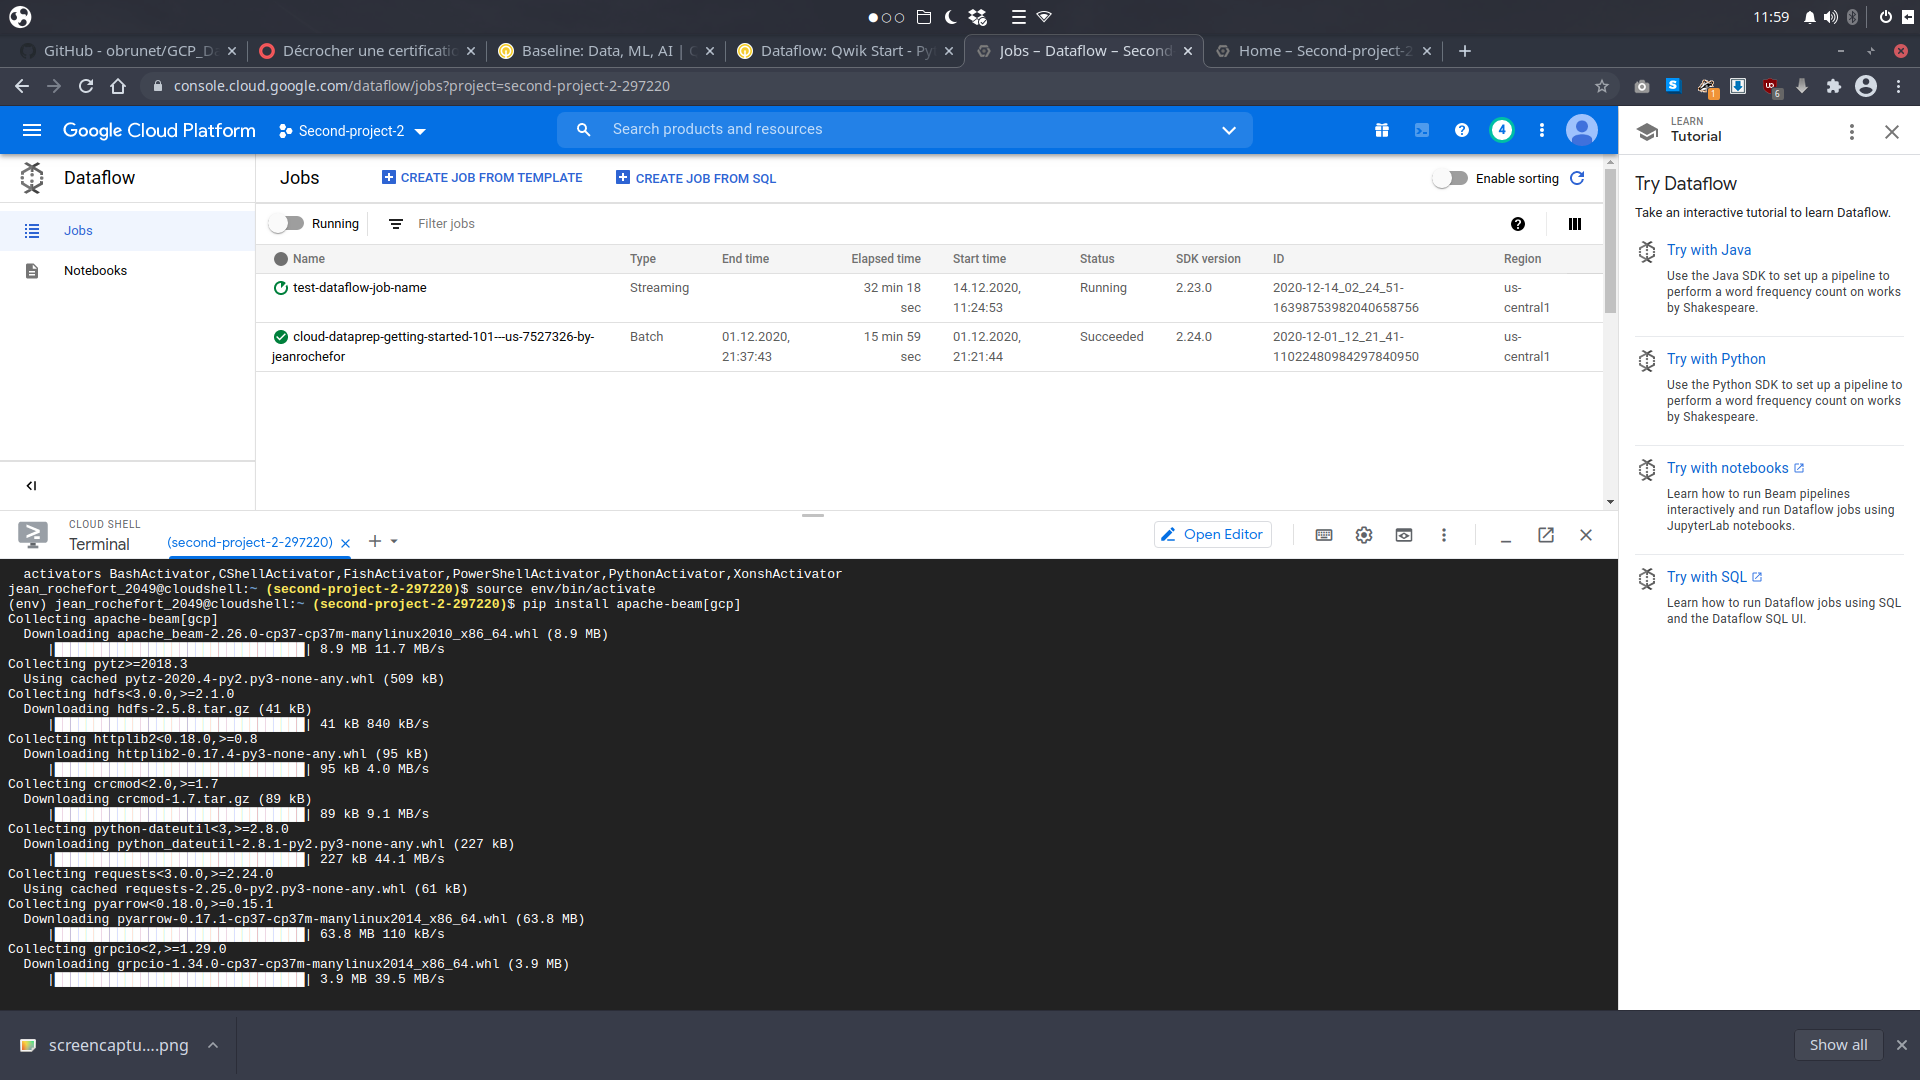 11:59
GitHub - obrunet/GCP_Da
Décrocher une certificatio
Baseline: Data, ML, AI |
Dataflow: Qwik Start - Pyt
Jobs – Dataflow – Second
Home – Second-project-2
console.cloud.google.com/dataflow/jobs?project=second-project-2-297220
Google Cloud Platform
Second-project-2
Search products and resources
4
LEARN
Tutorial
Dataflow
Jobs
CREATE JOB FROM TEMPLATE
CREATE JOB FROM SQL
Enable sorting
Jobs
Notebooks
Running
Filter jobs
Name Type End time Elapsed time Start time Status SDK version ID Region
test-dataflow-job-name Streaming 32 min 18 sec 14.12.2020, 11:24:53 Running 2.23.0 2020-12-14_02_24_51-16398753982040658756 us-central1
cloud-dataprep-getting-started-101---us-7527326-by-jeanrochefor Batch 01.12.2020, 21:37:43 15 min 59 sec 01.12.2020, 21:21:44 Succeeded 2.24.0 2020-12-01_12_21_41-11022480984297840950 us-central1
Try Dataflow
Take an interactive tutorial to learn Dataflow.
Try with Java
Use the Java SDK to set up a pipeline to
perform a word frequency count on works
by Shakespeare.
Try with Python
Use the Python SDK to set up a pipeline to
perform a word frequency count on works
by Shakespeare.
Try with notebooks
Learn how to run Beam pipelines
interactively and run Dataflow jobs using
JupyterLab notebooks.
Try with SQL
Learn how to run Dataflow jobs using SQL
and the Dataflow SQL UI.
CLOUD SHELL
Terminal
(second-project-2-297220)
Open Editor
activators BashActivator,CShellActivator,FishActivator,PowerShellActivator,PythonActivator,XonshActivator
jean_rochefort_2049@cloudshell:~ (second-project-2-297220)$ source env/bin/activate
(env) jean_rochefort_2049@cloudshell:~ (second-project-2-297220)$ pip install apache-beam[gcp]
Collecting apache-beam[gcp]
Downloading apache_beam-2.26.0-cp37-cp37m-manylinux2010_x86_64.whl (8.9 MB)
| 8.9 MB 11.7 MB/s
Collecting pytz>=2018.3
Using cached pytz-2020.4-py2.py3-none-any.whl (509 kB)
Collecting hdfs<3.0.0,>=2.1.0
Downloading hdfs-2.5.8.tar.gz (41 kB)
| 41 kB 840 kB/s
Collecting httplib2<0.18.0,>=0.8
Downloading httplib2-0.17.4-py3-none-any.whl (95 kB)
| 95 kB 4.0 MB/s
Collecting crcmod<2.0,>=1.7
Downloading crcmod-1.7.tar.gz (89 kB)
| 89 kB 9.1 MB/s
Collecting python-dateutil<3,>=2.8.0
Downloading python_dateutil-2.8.1-py2.py3-none-any.whl (227 kB)
| 227 kB 44.1 MB/s
Collecting requests<3.0.0,>=2.24.0
Using cached requests-2.25.0-py2.py3-none-any.whl (61 kB)
Collecting pyarrow<0.18.0,>=0.15.1
Downloading pyarrow-0.17.1-cp37-cp37m-manylinux2014_x86_64.whl (63.8 MB)
| 63.8 MB 110 kB/s
Collecting grpcio<2,>=1.29.0
Downloading grpcio-1.34.0-cp37-cp37m-manylinux2014_x86_64.whl (3.9 MB)
| 3.9 MB 39.5 MB/s
screencaptu....png
Show all